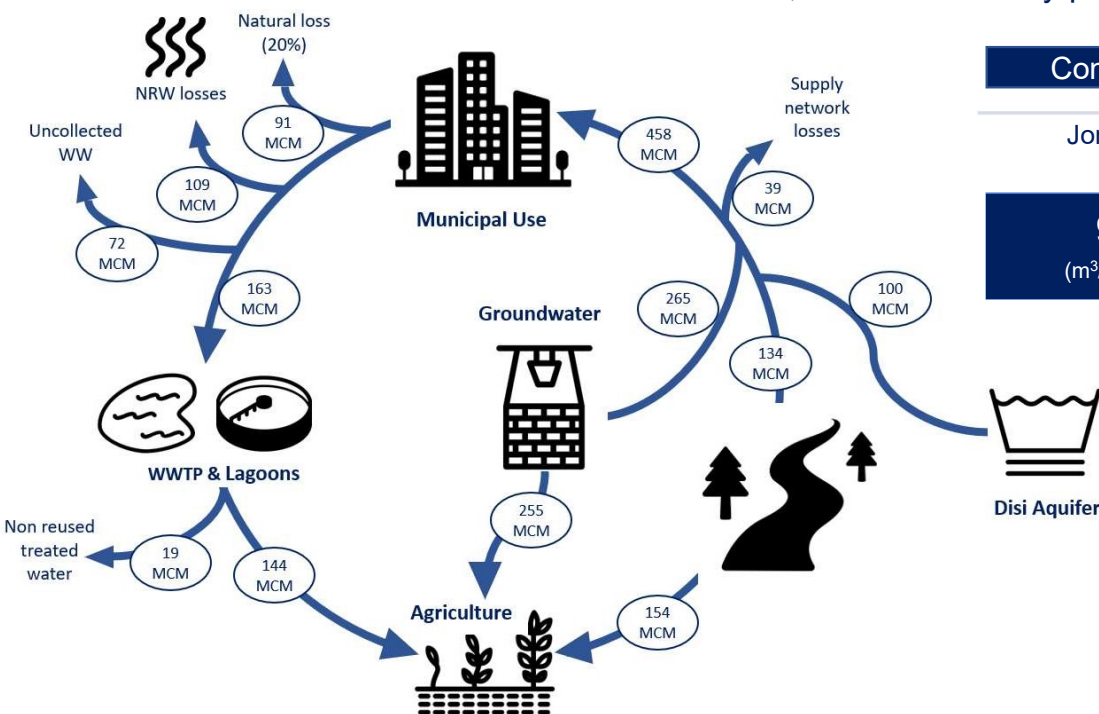 Natural loss
(20%)
NRW losses
Uncollected
WW
91
MCM
109
MCM
72
MCM
163
MCM
Municipal Use
458
MCM
Supply
network
losses
39
MCM
265
MCM
134
MCM
100
MCM
Groundwater
Disi Aquifer
WWTP & Lagoons
Non reused
treated
water
19
MCM
144
MCM
255
MCM
154
MCM
Agriculture
Cor
Jor
(m³